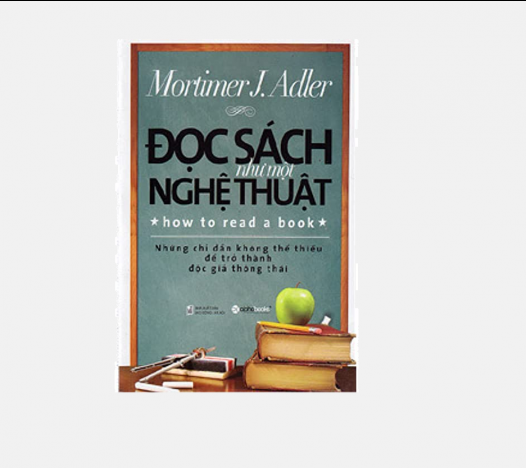 Mortimer J. Adler
ĐỌC SÁCH
như một
NGHỆ THUẬT
★ how to read a book ★
Những chỉ dẫn không thể thiếu
để trở thành
độc giả thông thái
alphabooks